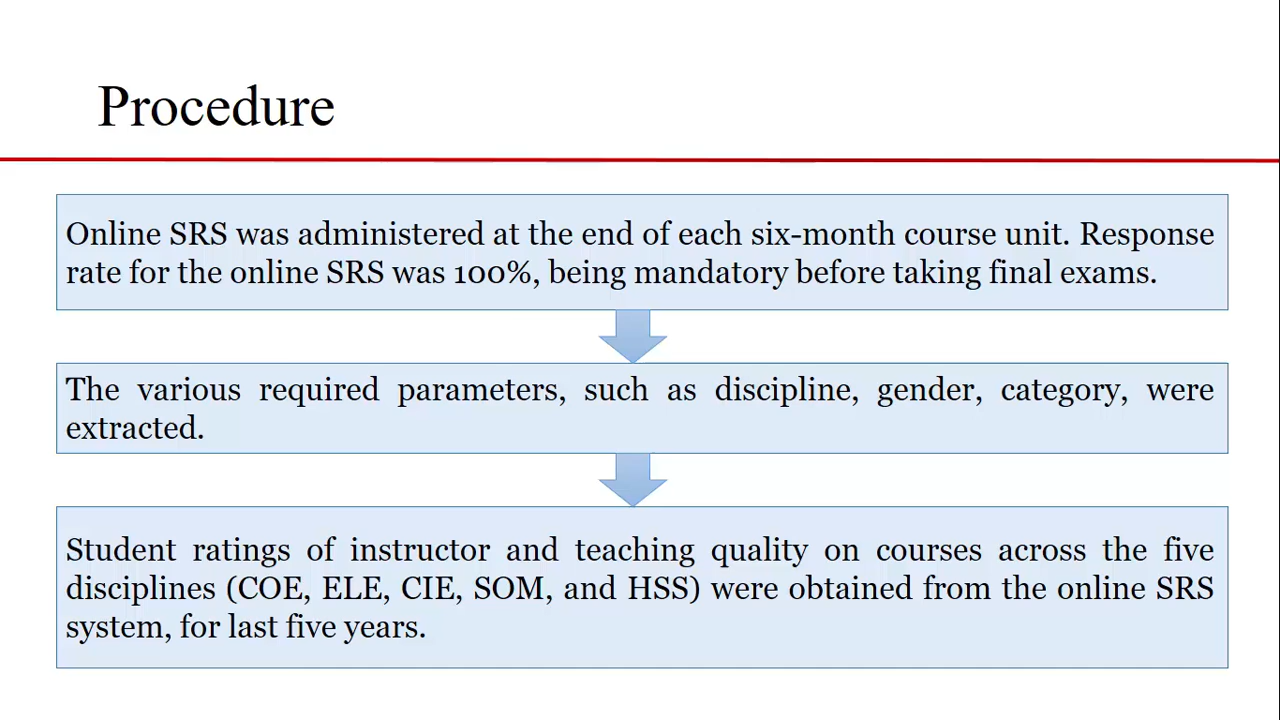 Procedure
Online SRS was administered at the end of each six-month course unit. Response
rate for the online SRS was 100%, being mandatory before taking final exams.
The various required parameters, such as discipline, gender, category, were
extracted.
Student ratings of instructor and teaching quality on courses across the five
disciplines (COE, ELE, CIE, SOM, and HSS) were obtained from the online SRS
system, for last five years.